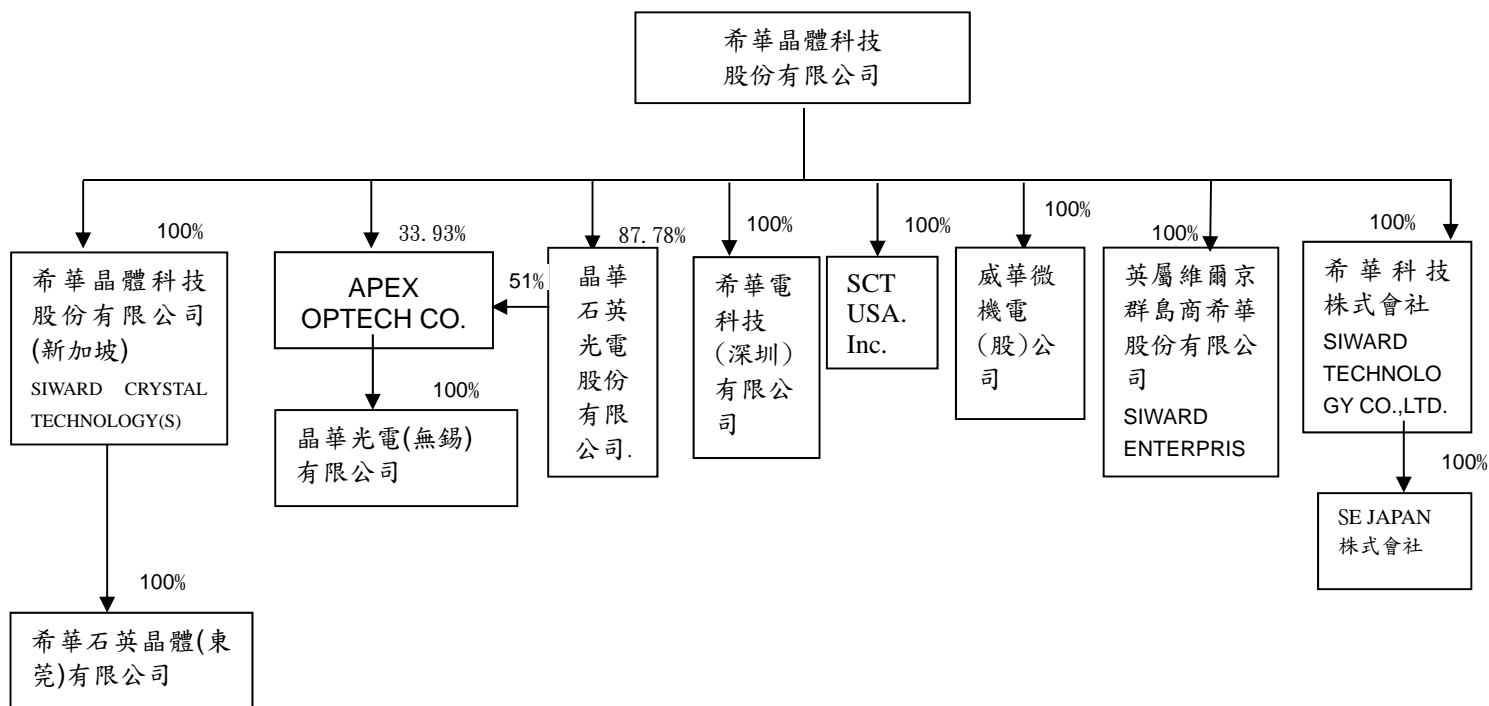 希華晶體科技
股份有限公司
100%
33.93%
87.78%
100%
100%
100%
100%
100%
希華晶體科技
股份有限公司
(新加坡)
SIWARD CRYSTAL
TECHNOLOGY(S)
APEX
OPTECH CO.
51%
晶華
石英
光電
股份
有限
公司.
希華電
科技
(深圳)
有限公
司
SCT
USA.
Inc.
威華微
機電
(股)公
司
英屬維爾京
群島商希華
股份有限公
司
SIWARD
ENTERPRIS
希華科技
株式會社
SIWARD
TECHNOLO
GY CO.,LTD.
100%
晶華光電(無錫)
有限公司
100%
SE JAPAN
株式會社
100%
希華石英晶體(東
莞)有限公司